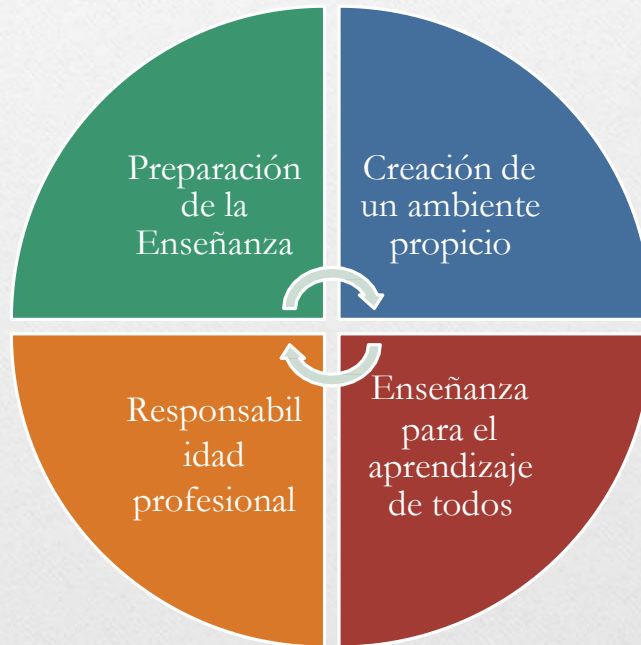 Preparación
de la
Enseñanza
Creación de
un ambiente
propicio
Responsabil
idad
profesional
Enseñanza
para el
aprendizaje
de todos